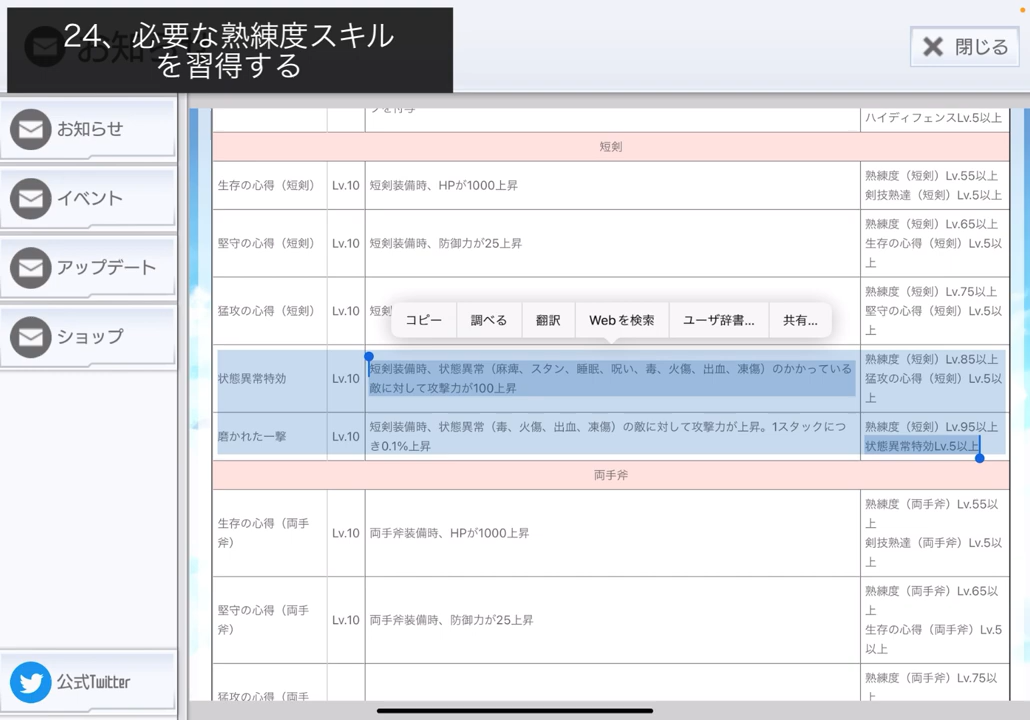 24、必要な熟練度スキル
を習得する
閉じる
お知らせ
イベント
アップデート
ショップ
公式Twitter
ハイディフェンスLv.5以上
短剣
生存の心得（短剣）
Lv.10
短剣装備時、HPが1000上昇
熟練度（短剣）Lv.55以上
剣技熟達（短剣）Lv.5以上
堅守の心得（短剣）
Lv.10
短剣装備時、防御力が25上昇
熟練度（短剣）Lv.65以上
生存の心得（短剣）Lv.5以
上
猛攻の心得（短剣）
Lv.10
短剣
熟練度（短剣）Lv.75以上
堅守の心得（短剣）Lv.5以
上
コピー
調べる
翻訳
Webを検索
ユーザ辞書...
共有...
状態異常特効
Lv.10
短剣装備時、状態異常（麻痺、スタン、睡眠、呪い、毒、火傷、出血、凍傷）のかかっている
敵に対して攻撃力が100上昇
熟練度（短剣）Lv.85以上
猛攻の心得（短剣）Lv.5以
上
磨かれた一撃
Lv.10
短剣装備時、状態異常（毒、火傷、出血、凍傷）の敵に対して攻撃力が上昇。1スタックにつ
き0.1%上昇
熟練度（短剣）Lv.95以上
状態異常特効Lv.5以上
両手斧
生存の心得（両手
斧）
Lv.10
両手斧装備時、HPが1000上昇
熟練度（両手斧）Lv.55以
上
剣技熟達（両手斧）Lv.5以
上
堅守の心得（両手
斧）
Lv.10
両手斧装備時、防御力が25上昇
熟練度（両手斧）Lv.65以
上
生存の心得（両手斧）Lv.5
以上
猛攻の心得（両手
熟練度（両手斧）Lv.75以
上